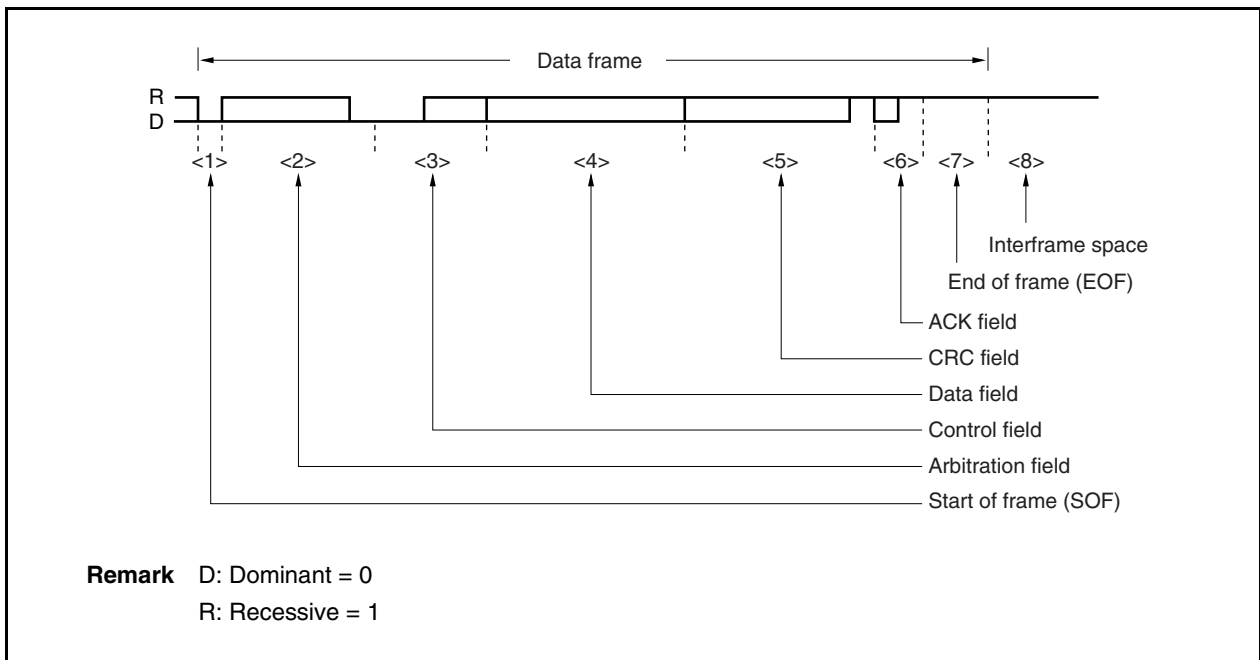 Data frame
R
D
<1> <2> <3> <4> <5> <6> <7> <8>
Interframe space
End of frame (EOF)
ACK field
CRC field
Data field
Control field
Arbitration field
Start of frame (SOF)
Remark D: Dominant = 0
R: Recessive = 1